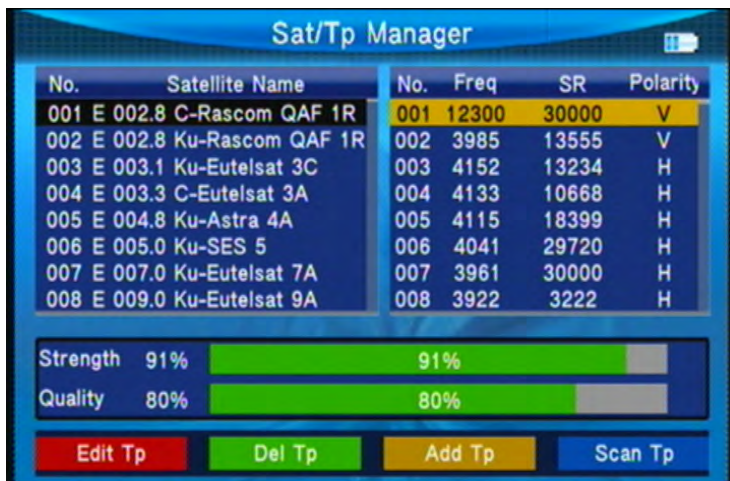 Sat/Tp Manager
No. Satellite Name
001 E 002.8 C-Rascom QAF 1R
002 E 002.8 Ku-Rascom QAF 1R
003 E 003.1 Ku-Eutelsat 3C
004 E 003.3 C-Eutelsat 3A
005 E 004.8 Ku-Astra 4A
006 E 005.0 Ku-SES 5
007 E 007.0 Ku-Eutelsat 7A
008 E 009.0 Ku-Eutelsat 9A
No. Freq SR Polarity
001 12300 30000 V
002 3985 13555 V
003 4152 13234 H
004 4133 10668 H
005 4115 18399 H
006 4041 29720 H
007 3961 30000 H
008 3922 3222 H
Strength 91% 91%
Quality 80% 80%
Edit Tp Del Tp Add Tp Scan Tp